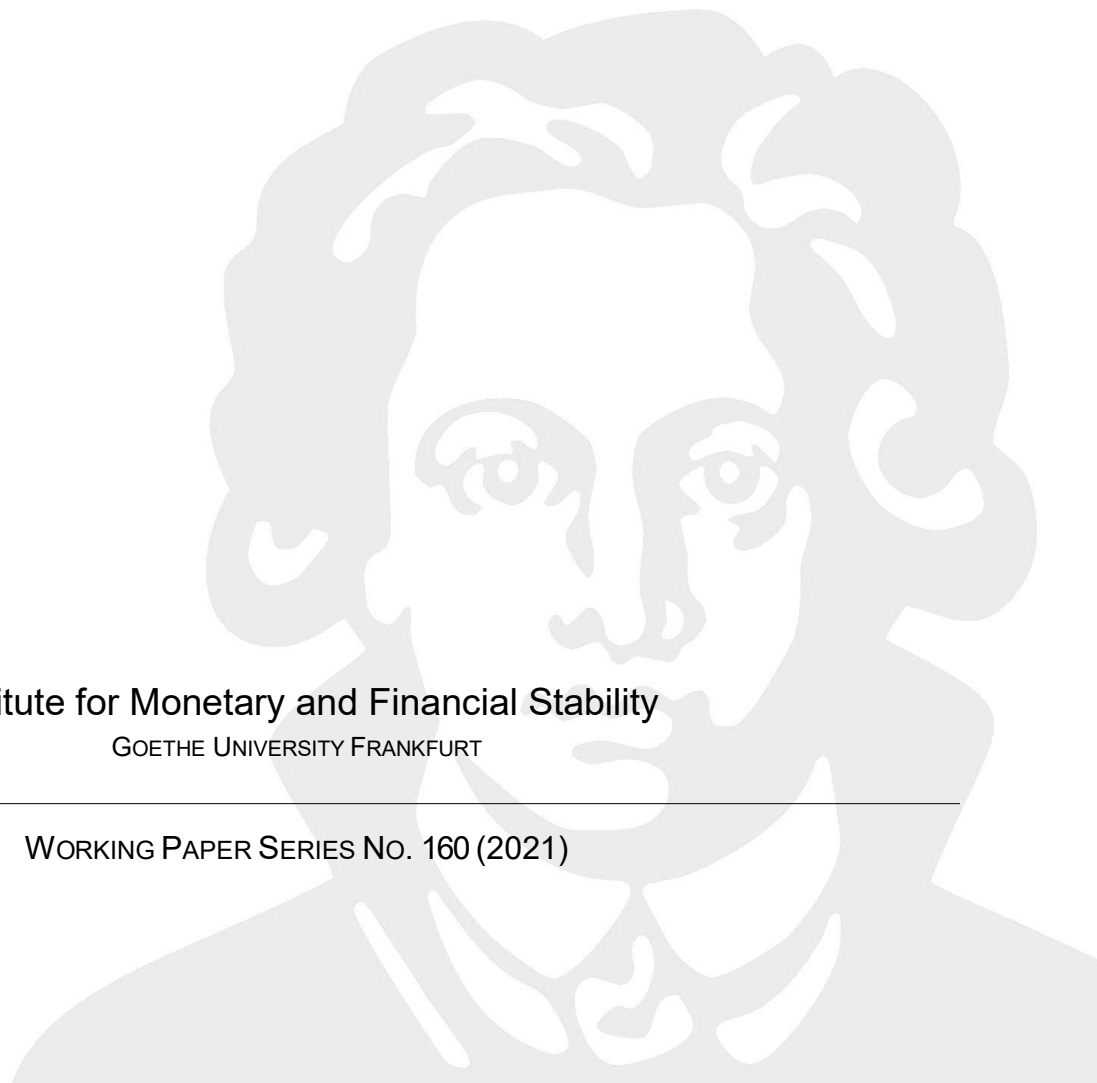 itute for Monetary and Financial Stability
GOETHE UNIVERSITY FRANKFURT
WORKING PAPER SERIES NO. 160 (2021)